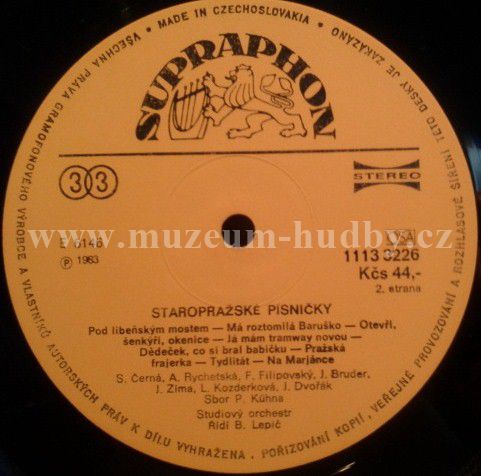 VŠECHNA PRÁVA GRAMOFONOVÉHO VÝROBCE A VLASTNÍKŮ AUTORSKÝCH PRÁV K DÍLU VYHRAŽENA. POŘIZOVÁNÍ KOPIÍ, VEŘEJNÉ PROVOZOVÁNÍ A ROZHLASOVÉ ŠÍŘENÍ TÉTO DESKY JE ZAKÁZÁNO
• MADE IN CZECHOSLOVAKIA •
SUPRAPHON
33
STEREO
www.muzeum-hudby.cz
E 6146
℗ 1983
1113 3226
Kčs 44,-
2. strana
STAROPRAŽSKÉ PÍSNIČKY
Pod libeňským mostem — Má roztomilá Baruško — Otevři,
šenkýři, okenice — Já mám tramway novou —
Dědeček, co si bral babičku — Pražská
frajerka — Tydlitát — Na Marjánce
S. Černá, A. Rychetská, F. Filipovský, J. Bruder,
J. Zíma, L. Kozderková, J. Dvořák
Sbor P. Kühna
Studiový orchestr
Řídí B. Lepič